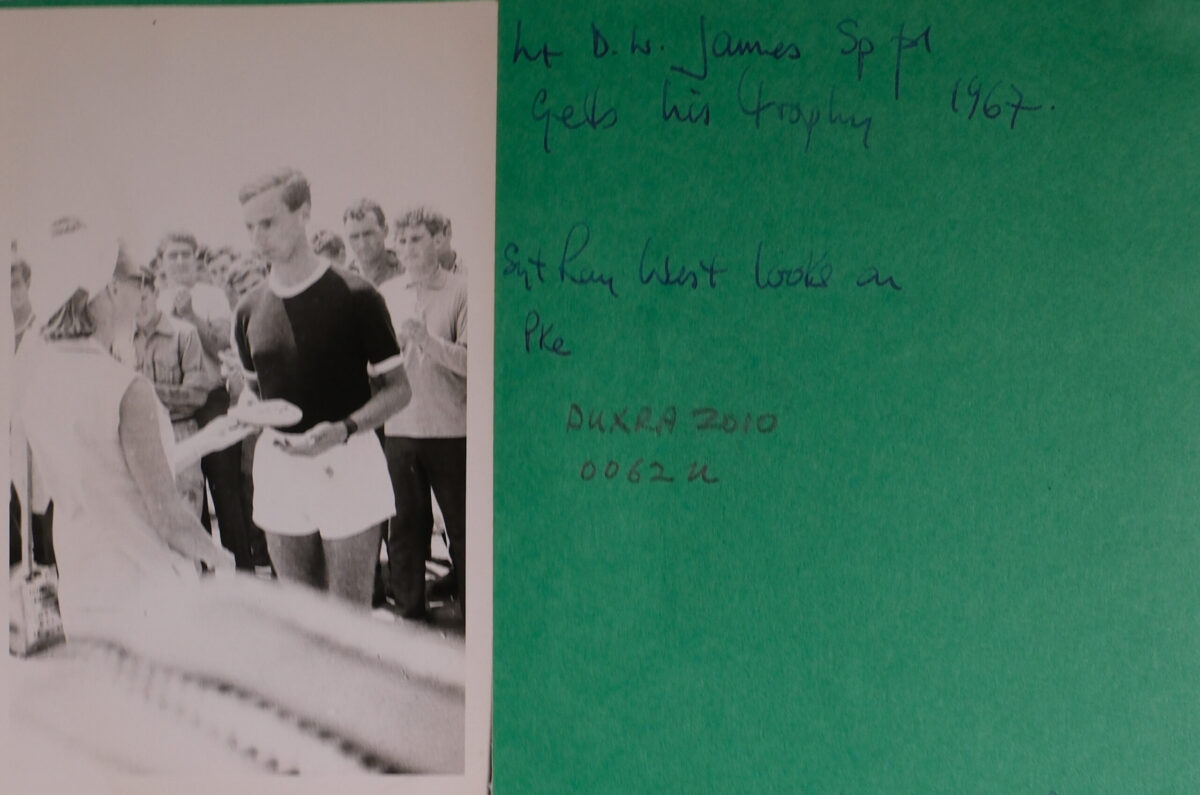 Lt D.W. James Sp pl
Gets his trophy 1967.
Sgt Ray West looks on
Pke
DUXRA 2010
0062 u